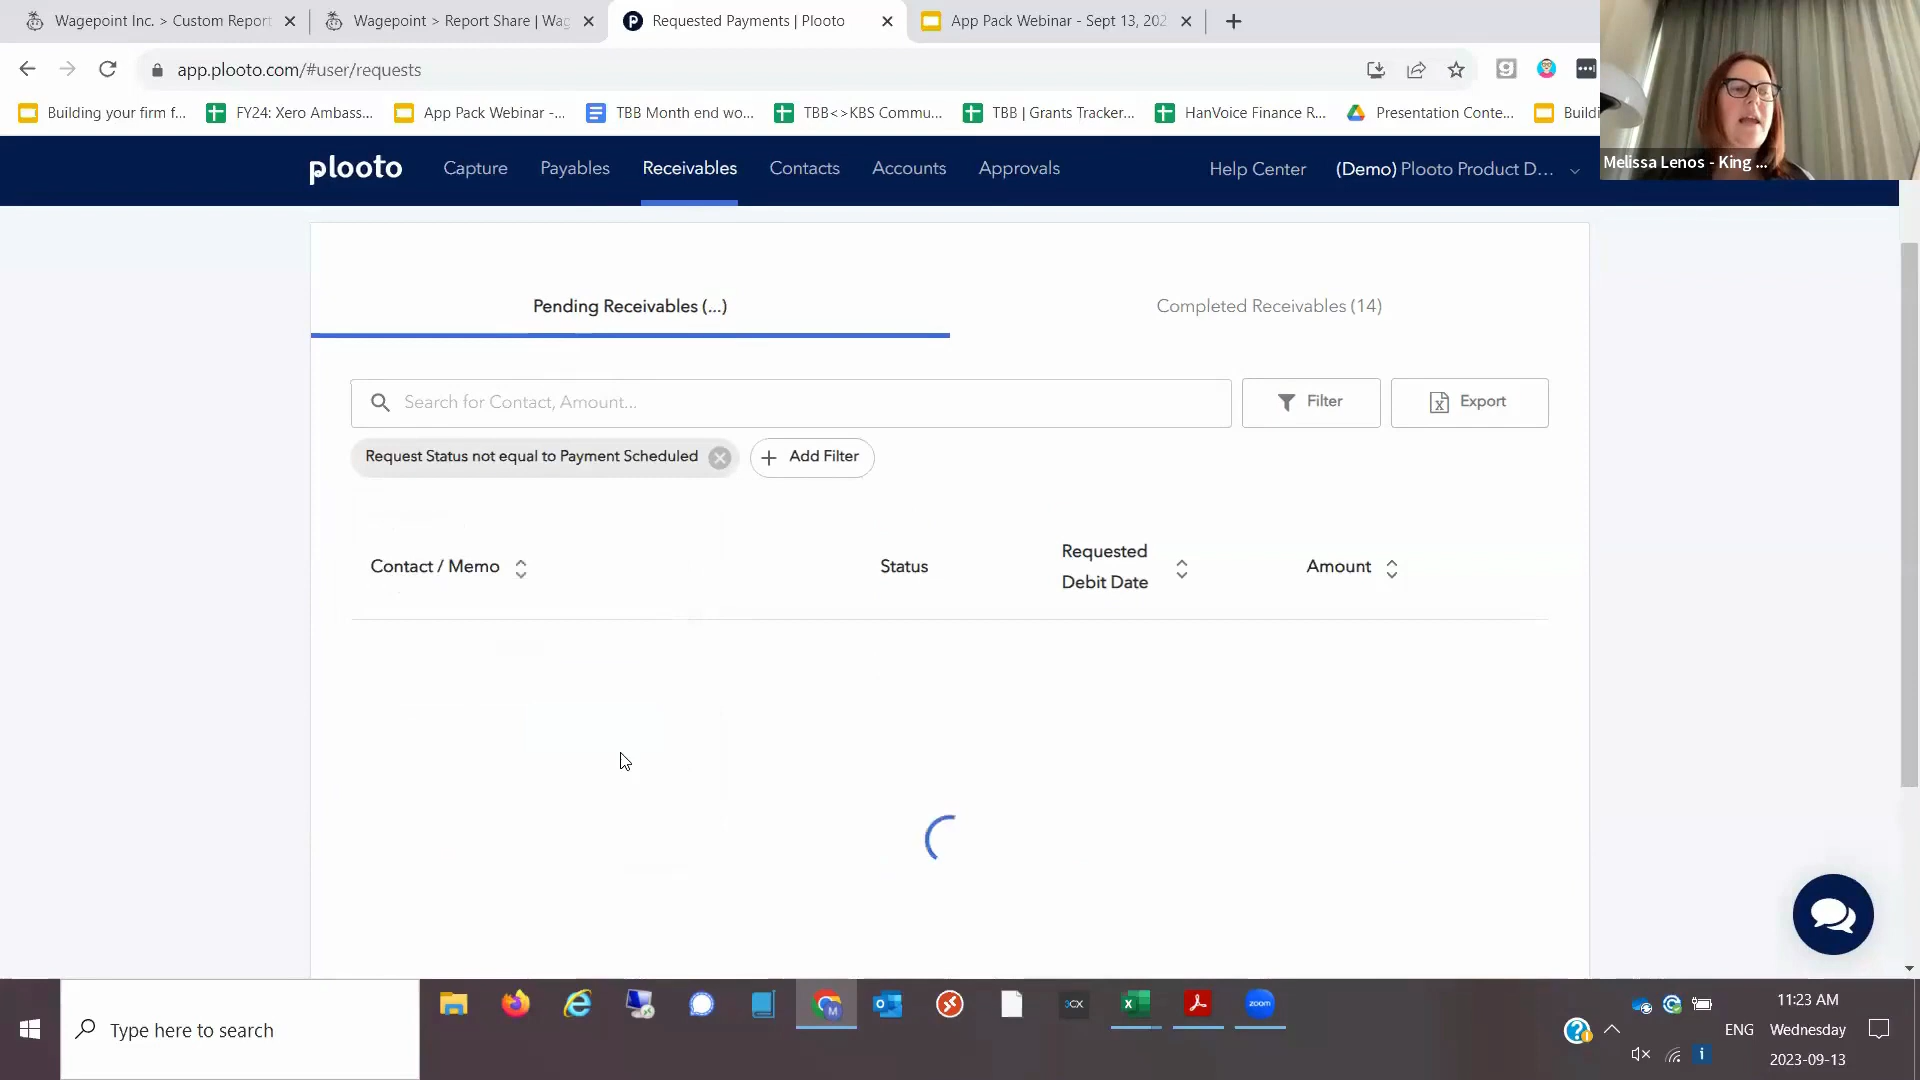 Wagepoint Inc. > Custom Report
Wagepoint > Report Share | Wag
Requested Payments | Plooto
App Pack Webinar - Sept 13, 202
app.plooto.com/#user/requests
Building your firm f...
FY24: Xero Ambass...
App Pack Webinar -...
TBB Month end wo...
TBB<>KBS Commu...
TBB | Grants Tracker...
HanVoice Finance R...
Presentation Conte...
Buildi
Melissa Lenos - King ...
plooto
Capture
Payables
Receivables
Contacts
Accounts
Approvals
Help Center
(Demo) Plooto Product D...
Pending Receivables (...)
Completed Receivables (14)
Search for Contact, Amount...
Filter
Export
Request Status not equal to Payment Scheduled
Add Filter
Contact / Memo
Status
Requested
Debit Date
Amount
Type here to search
3CX
zoom
11:23 AM
ENG
Wednesday
2023-09-13